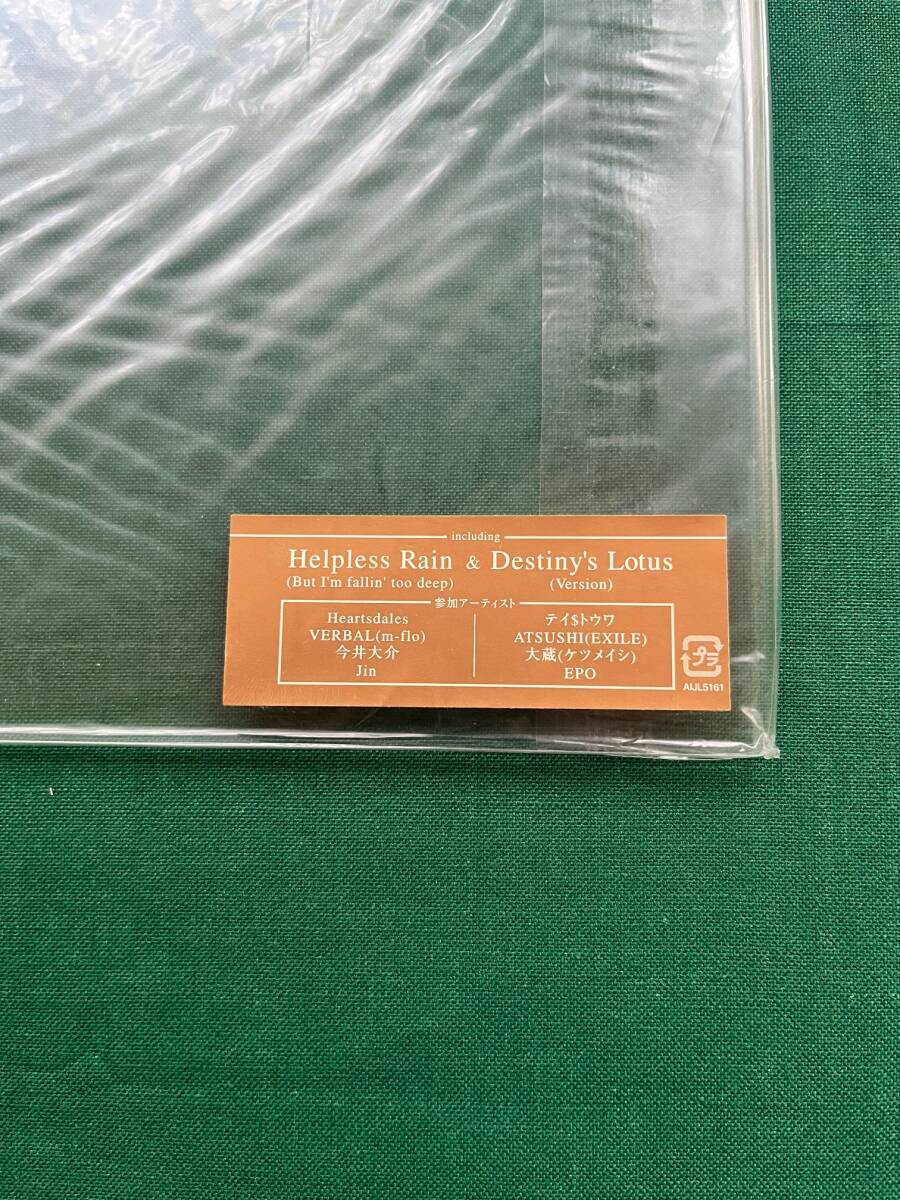 including
Helpless Rain & Destiny's Lotus
(But I'm fallin' too deep) (Version)
参加アーティスト
Heartsdales
VERBAL(m-flo)
今井大介
Jin
テイ$トウワ
ATSUSHI(EXILE)
大蔵(ケツメイシ)
EPO
プラ
AIJL5161